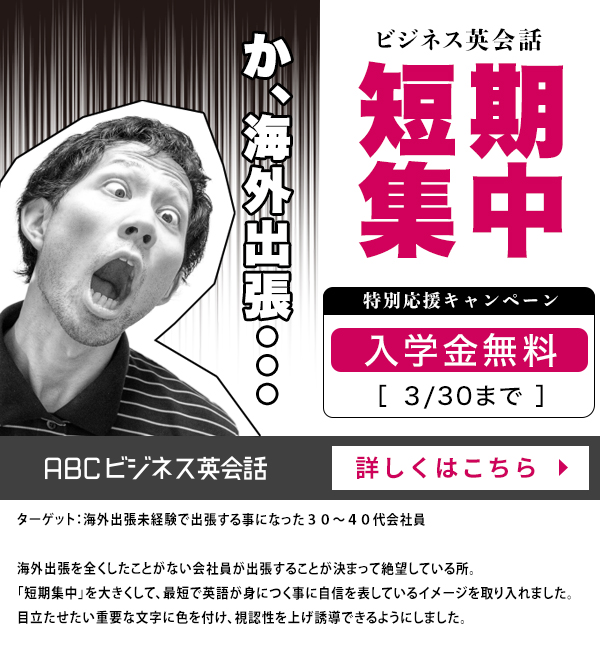 か、海外出張○○○
ビジネス英会話
短期
集中
特別応援キャンペーン
入学金無料
［ 3/30まで ］
ABCビジネス英会話
詳しくはこちら
ターゲット：海外出張未経験で出張する事になった３０～４０代会社員
海外出張を全くしたことがない会社員が出張することが決まって絶望している所。
「短期集中」を大きくして、最短で英語が身につく事に自信を表しているイメージを取り入れました。
目立たせたい重要な文字に色を付け、視認性を上げ誘導できるようにしました。